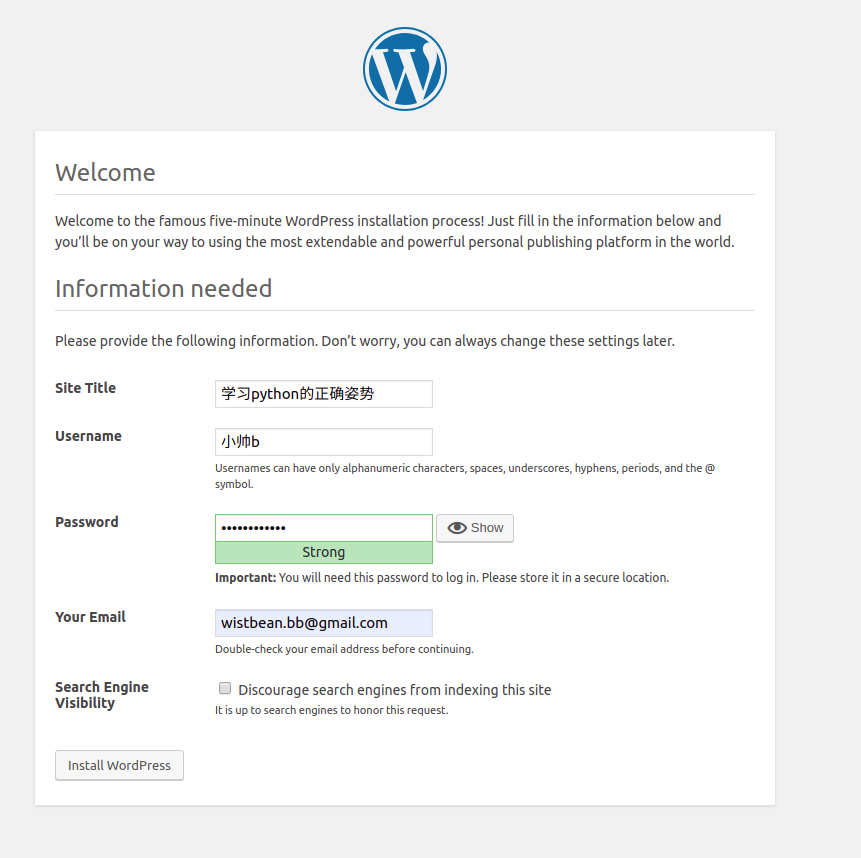 Welcome
Welcome to the famous five-minute WordPress installation process! Just fill in the information below and
you’ll be on your way to using the most extendable and powerful personal publishing platform in the world.
Information needed
Please provide the following information. Don’t worry, you can always change these settings later.
Site Title
学习python的正确姿势
Username
小帅b
Usernames can have only alphanumeric characters, spaces, underscores, hyphens, periods, and the @
symbol.
Password
••••••••••••
Show
Strong
Important: You will need this password to log in. Please store it in a secure location.
Your Email
wistbean.bb@gmail.com
Double-check your email address before continuing.
Search Engine
Visibility
Discourage search engines from indexing this site
It is up to search engines to honor this request.
Install WordPress